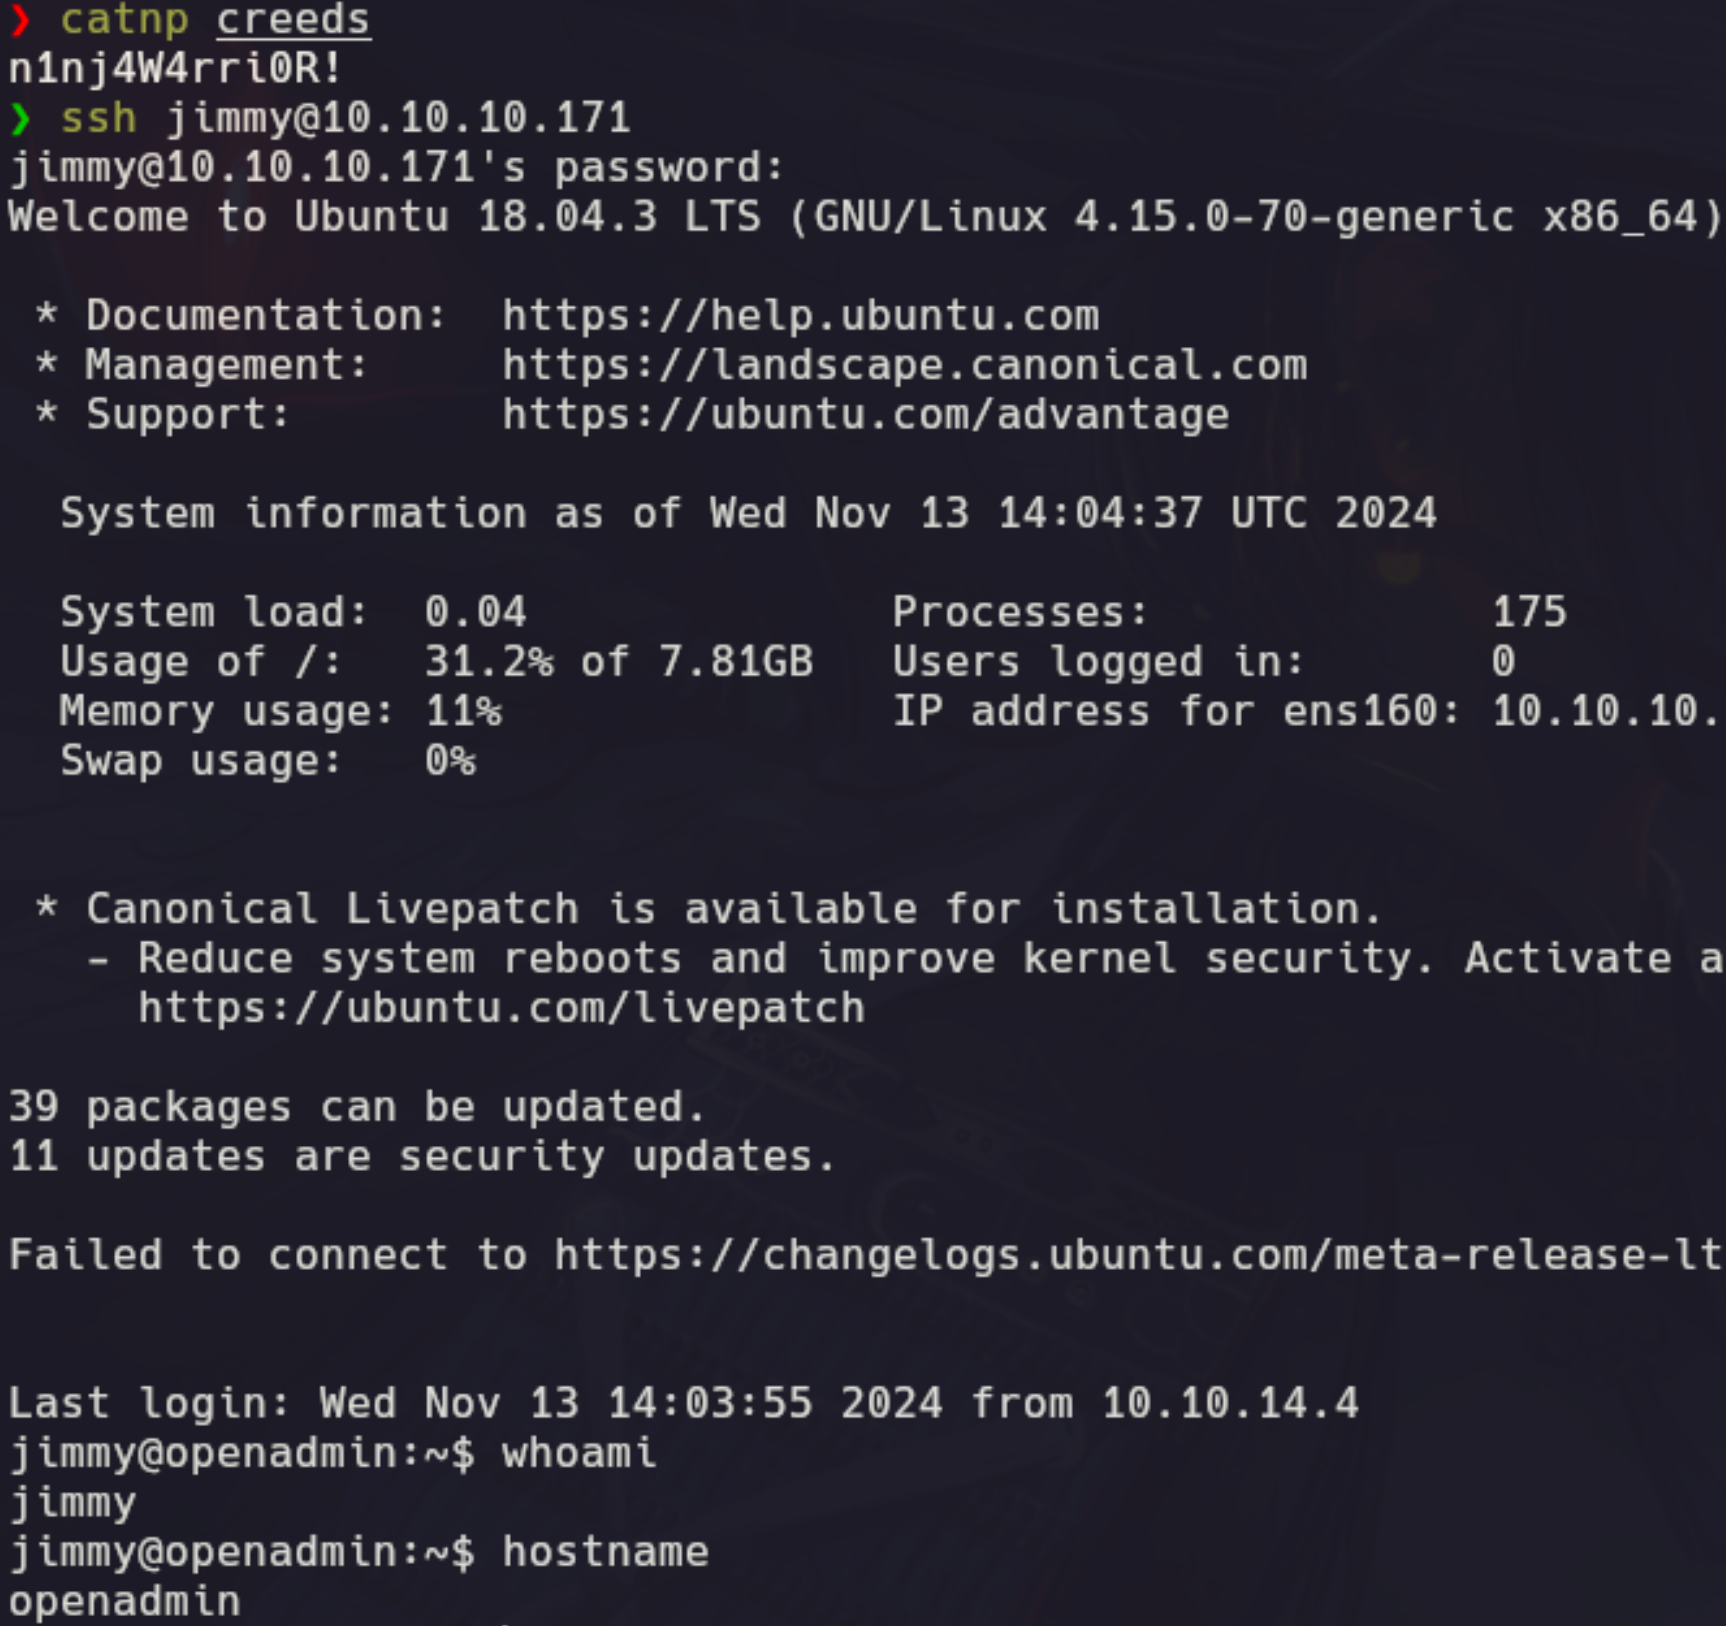 ❯ catnp creeds
n1nj4W4rri0R!
❯ ssh jimmy@10.10.10.171
jimmy@10.10.10.171's password:
Welcome to Ubuntu 18.04.3 LTS (GNU/Linux 4.15.0-70-generic x86_64)
* Documentation:  https://help.ubuntu.com
* Management:     https://landscape.canonical.com
* Support:        https://ubuntu.com/advantage
System information as of Wed Nov 13 14:04:37 UTC 2024
System load:  0.04              Processes:             175
Usage of /:   31.2% of 7.81GB   Users logged in:       0
Memory usage: 11%               IP address for ens160: 10.10.10.
Swap usage:   0%
* Canonical Livepatch is available for installation.
- Reduce system reboots and improve kernel security. Activate a
https://ubuntu.com/livepatch
39 packages can be updated.
11 updates are security updates.
Failed to connect to https://changelogs.ubuntu.com/meta-release-lt
Last login: Wed Nov 13 14:03:55 2024 from 10.10.14.4
jimmy@openadmin:~$ whoami
jimmy
jimmy@openadmin:~$ hostname
openadmin